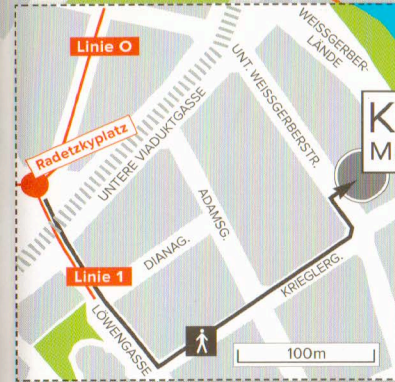 Linie O
WEISSGERBER-
LÄNDE
UNT. WEISSGERBERSTR.
UNTERE VIADUKTGASSE
Radetzkyplatz
K
M
ADAMSG.
DIANAG.
Linie 1
KRIEGLERG.
LÖWENGASSE
100m